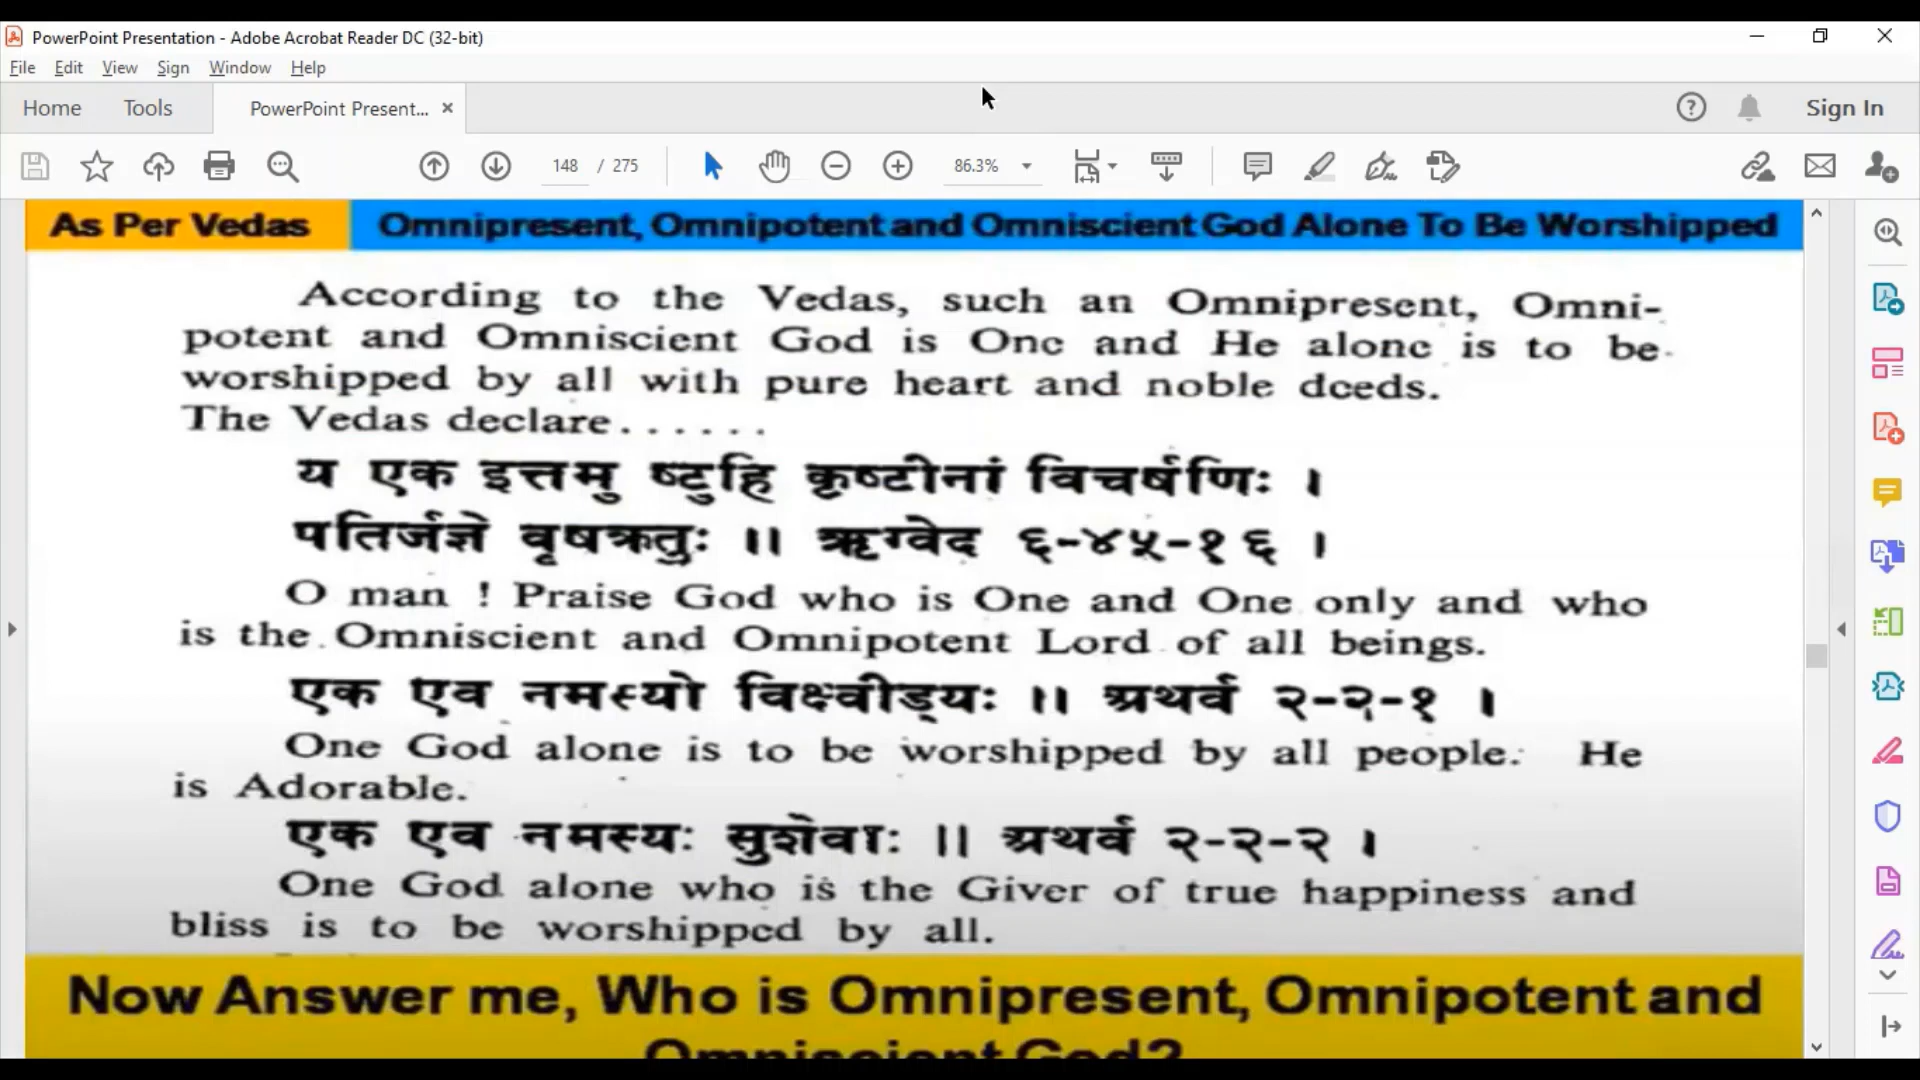 PowerPoint Presentation - Adobe Acrobat Reader DC (32-bit)
File Edit View Sign Window Help
Home Tools PowerPoint Present... × Sign In
148 / 275 86.3%
As Per Vedas Omnipresent, Omnipotent and Omniscient God Alone To Be Worshipped
According to the Vedas, such an Omnipresent, Omni-
potent and Omniscient God is One and He alone is to be
worshipped by all with pure heart and noble deeds.
The Vedas declare......
य एक इत्तमु ष्टुहि कृष्टीनां विचर्षणिः ।
पतिर्जज्ञे वृषक्रतुः ।। ऋग्वेद ६-४५-१६ ।
O man ! Praise God who is One and One only and who
is the Omniscient and Omnipotent Lord of all beings.
एक एव नमस्यो विक्ष्वीड्यः ।। अथर्व २-२-१ ।
One God alone is to be worshipped by all people. He
is Adorable.
एक एव नमस्यः सुशेवाः ।। अथर्व २-२-२ ।
One God alone who is the Giver of true happiness and
bliss is to be worshipped by all.
Now Answer me, Who is Omnipresent, Omnipotent and
Omniscient God?